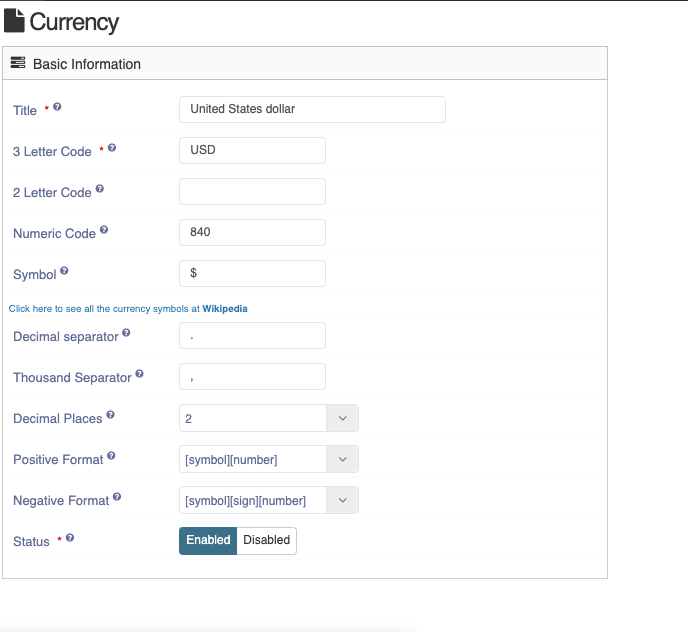 Currency
Basic Information
Title * ?
United States dollar
3 Letter Code * ?
USD
2 Letter Code ?
Numeric Code ?
840
Symbol ?
$
Click here to see all the currency symbols at Wikipedia
Decimal separator ?
.
Thousand Separator ?
,
Decimal Places ?
2
Positive Format ?
[symbol][number]
Negative Format ?
[symbol][sign][number]
Status * ?
Enabled Disabled